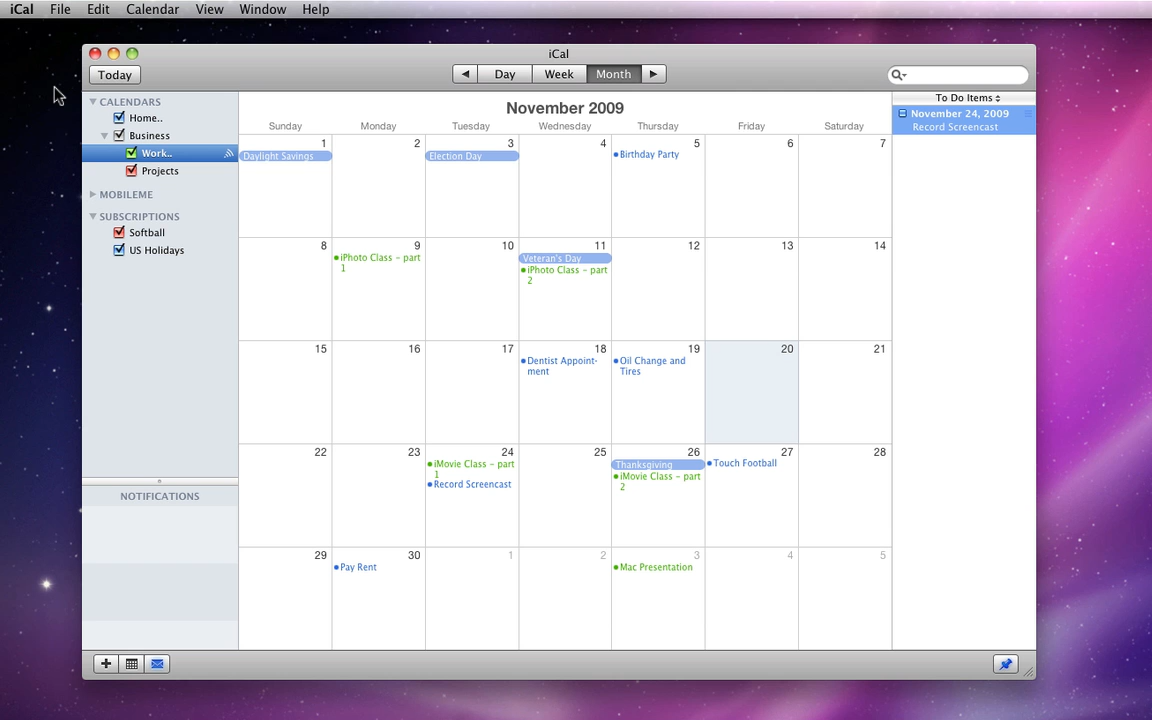 iCal File Edit Calendar View Window Help
iCal
Today
Day Week Month
CALENDARS
Home..
Business
Work..
Projects
MOBILEME
SUBSCRIPTIONS
Softball
US Holidays
NOTIFICATIONS
November 2009
Sunday Monday Tuesday Wednesday Thursday Friday Saturday
1 2 3 4 5 6 7
Daylight Savings
Election Day
Birthday Party
8 9 10 11 12 13 14
iPhoto Class – part
1
Veteran's Day
iPhoto Class – part
2
15 16 17 18 19 20 21
Dentist Appoint-
ment
Oil Change and
Tires
22 23 24 25 26 27 28
iMovie Class – part
1
Record Screencast
Thanksgiving
iMovie Class – part
2
Touch Football
29 30 1 2 3 4 5
Pay Rent
Mac Presentation
To Do Items
November 24, 2009
Record Screencast